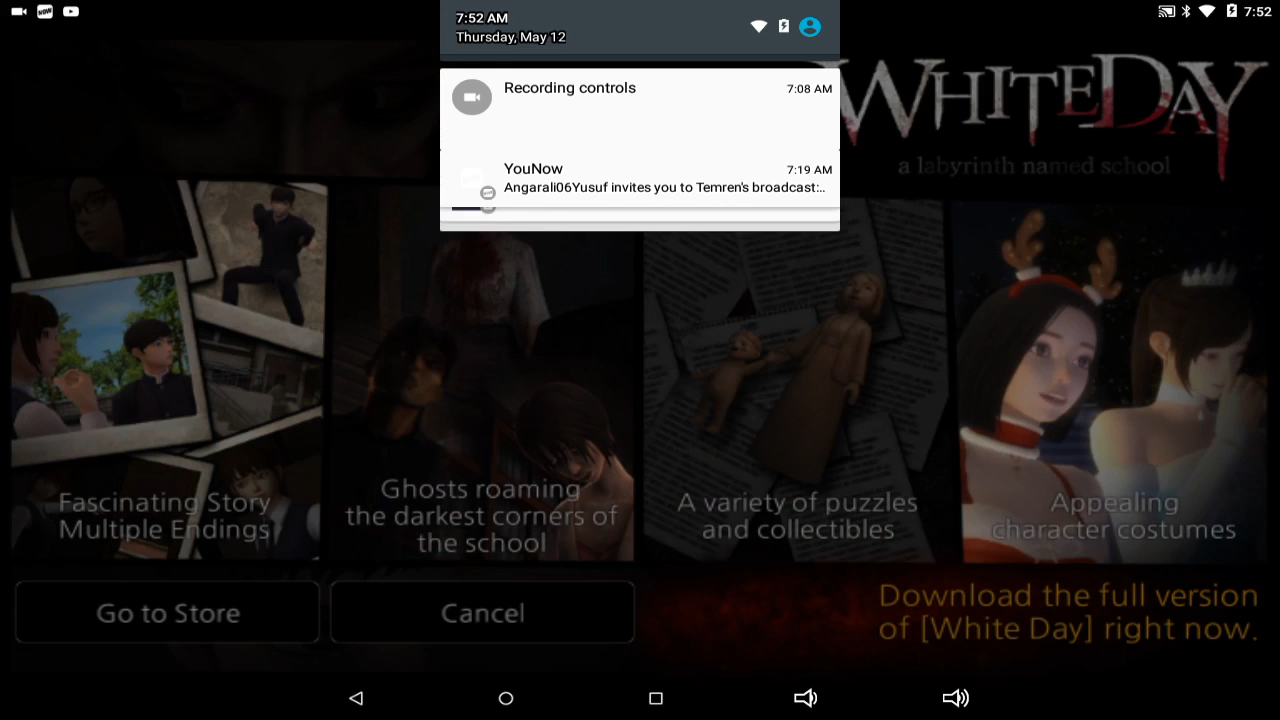 NOW
7:52
7:52 AM
Thursday, May 12
Recording controls
7:08 AM
YouNow
7:19 AM
Angarali06Yusuf invites you to Temren's broadcast:..
WHITEDAY
a labyrinth named school
Fascinating Story
Multiple Endings
Ghosts roaming
the darkest corners of
the school
A variety of puzzles
and collectibles
Appealing
character costumes
Go to Store
Cancel
Download the full version
of [White Day] right now.